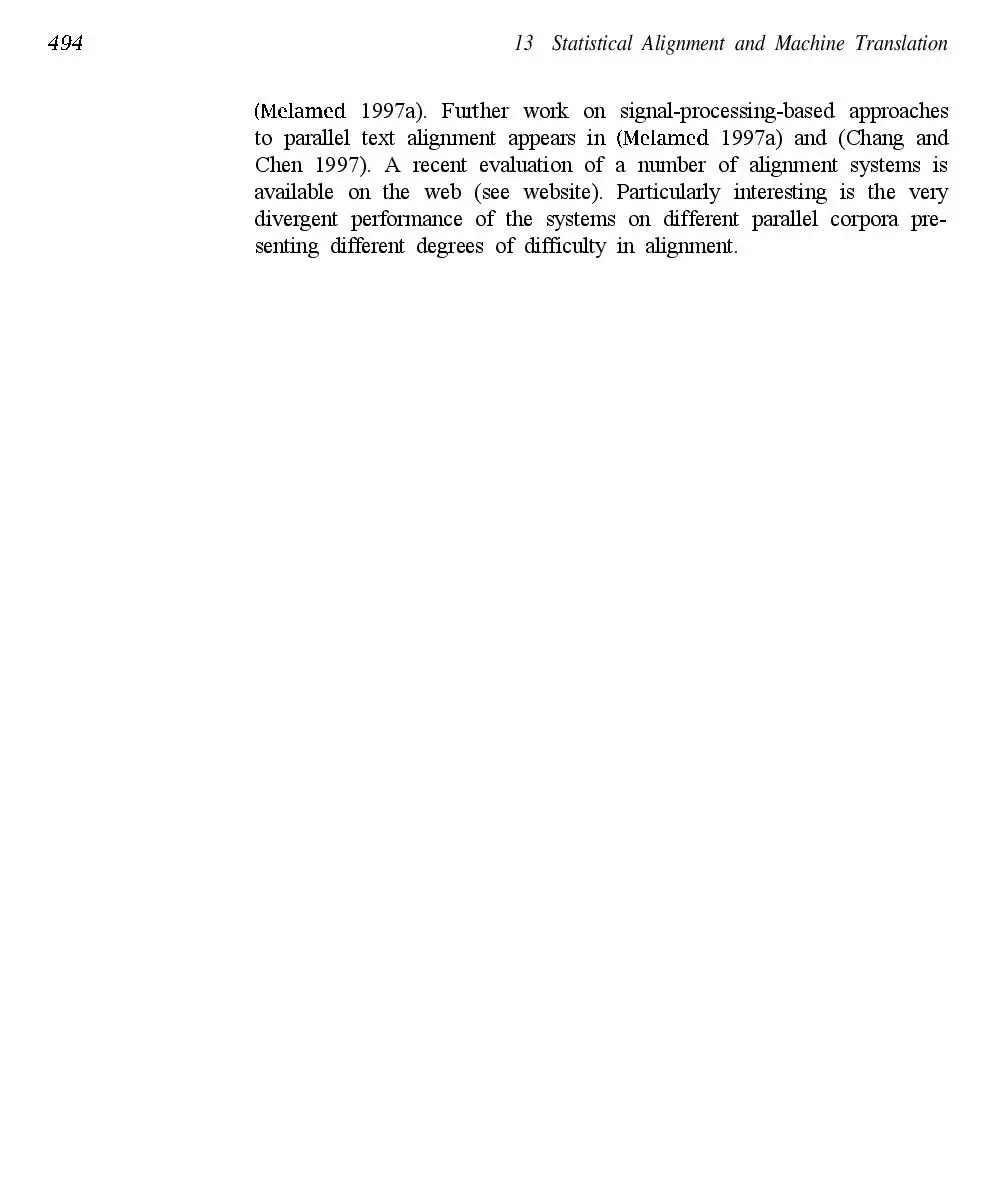 494
13 Statistical Alignment and Machine Translation
(Melamed 1997a). Further work on signal-processing-based approaches
to parallel text alignment appears in (Melamed 1997a) and (Chang and
Chen 1997). A recent evaluation of a number of alignment systems is
available on the web (see website). Particularly interesting is the very
divergent performance of the systems on different parallel corpora pre-
senting different degrees of difficulty in alignment.